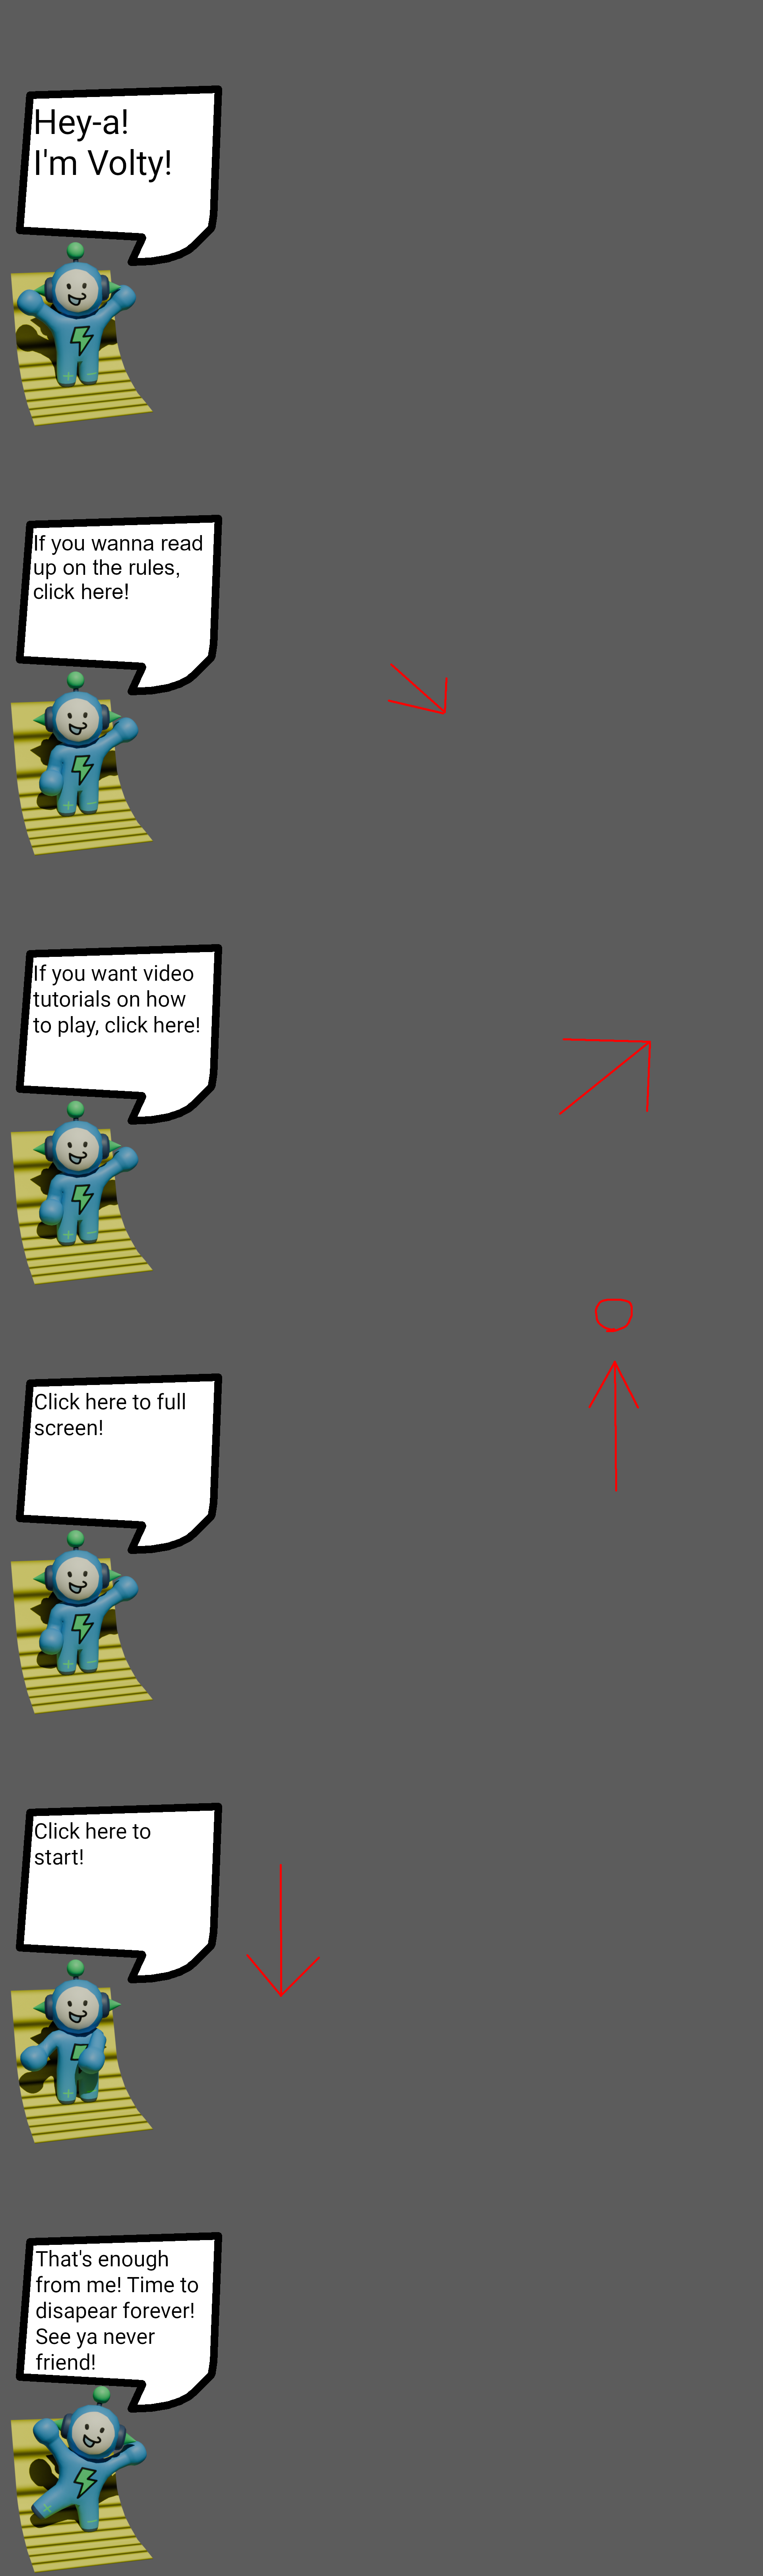 Hey-a!
I'm Volty!
If you wanna read
up on the rules,
click here!
If you want video
tutorials on how
to play, click here!
Click here to full
screen!
Click here to
start!
That's enough
from me! Time to
disapear forever!
See ya never
friend!